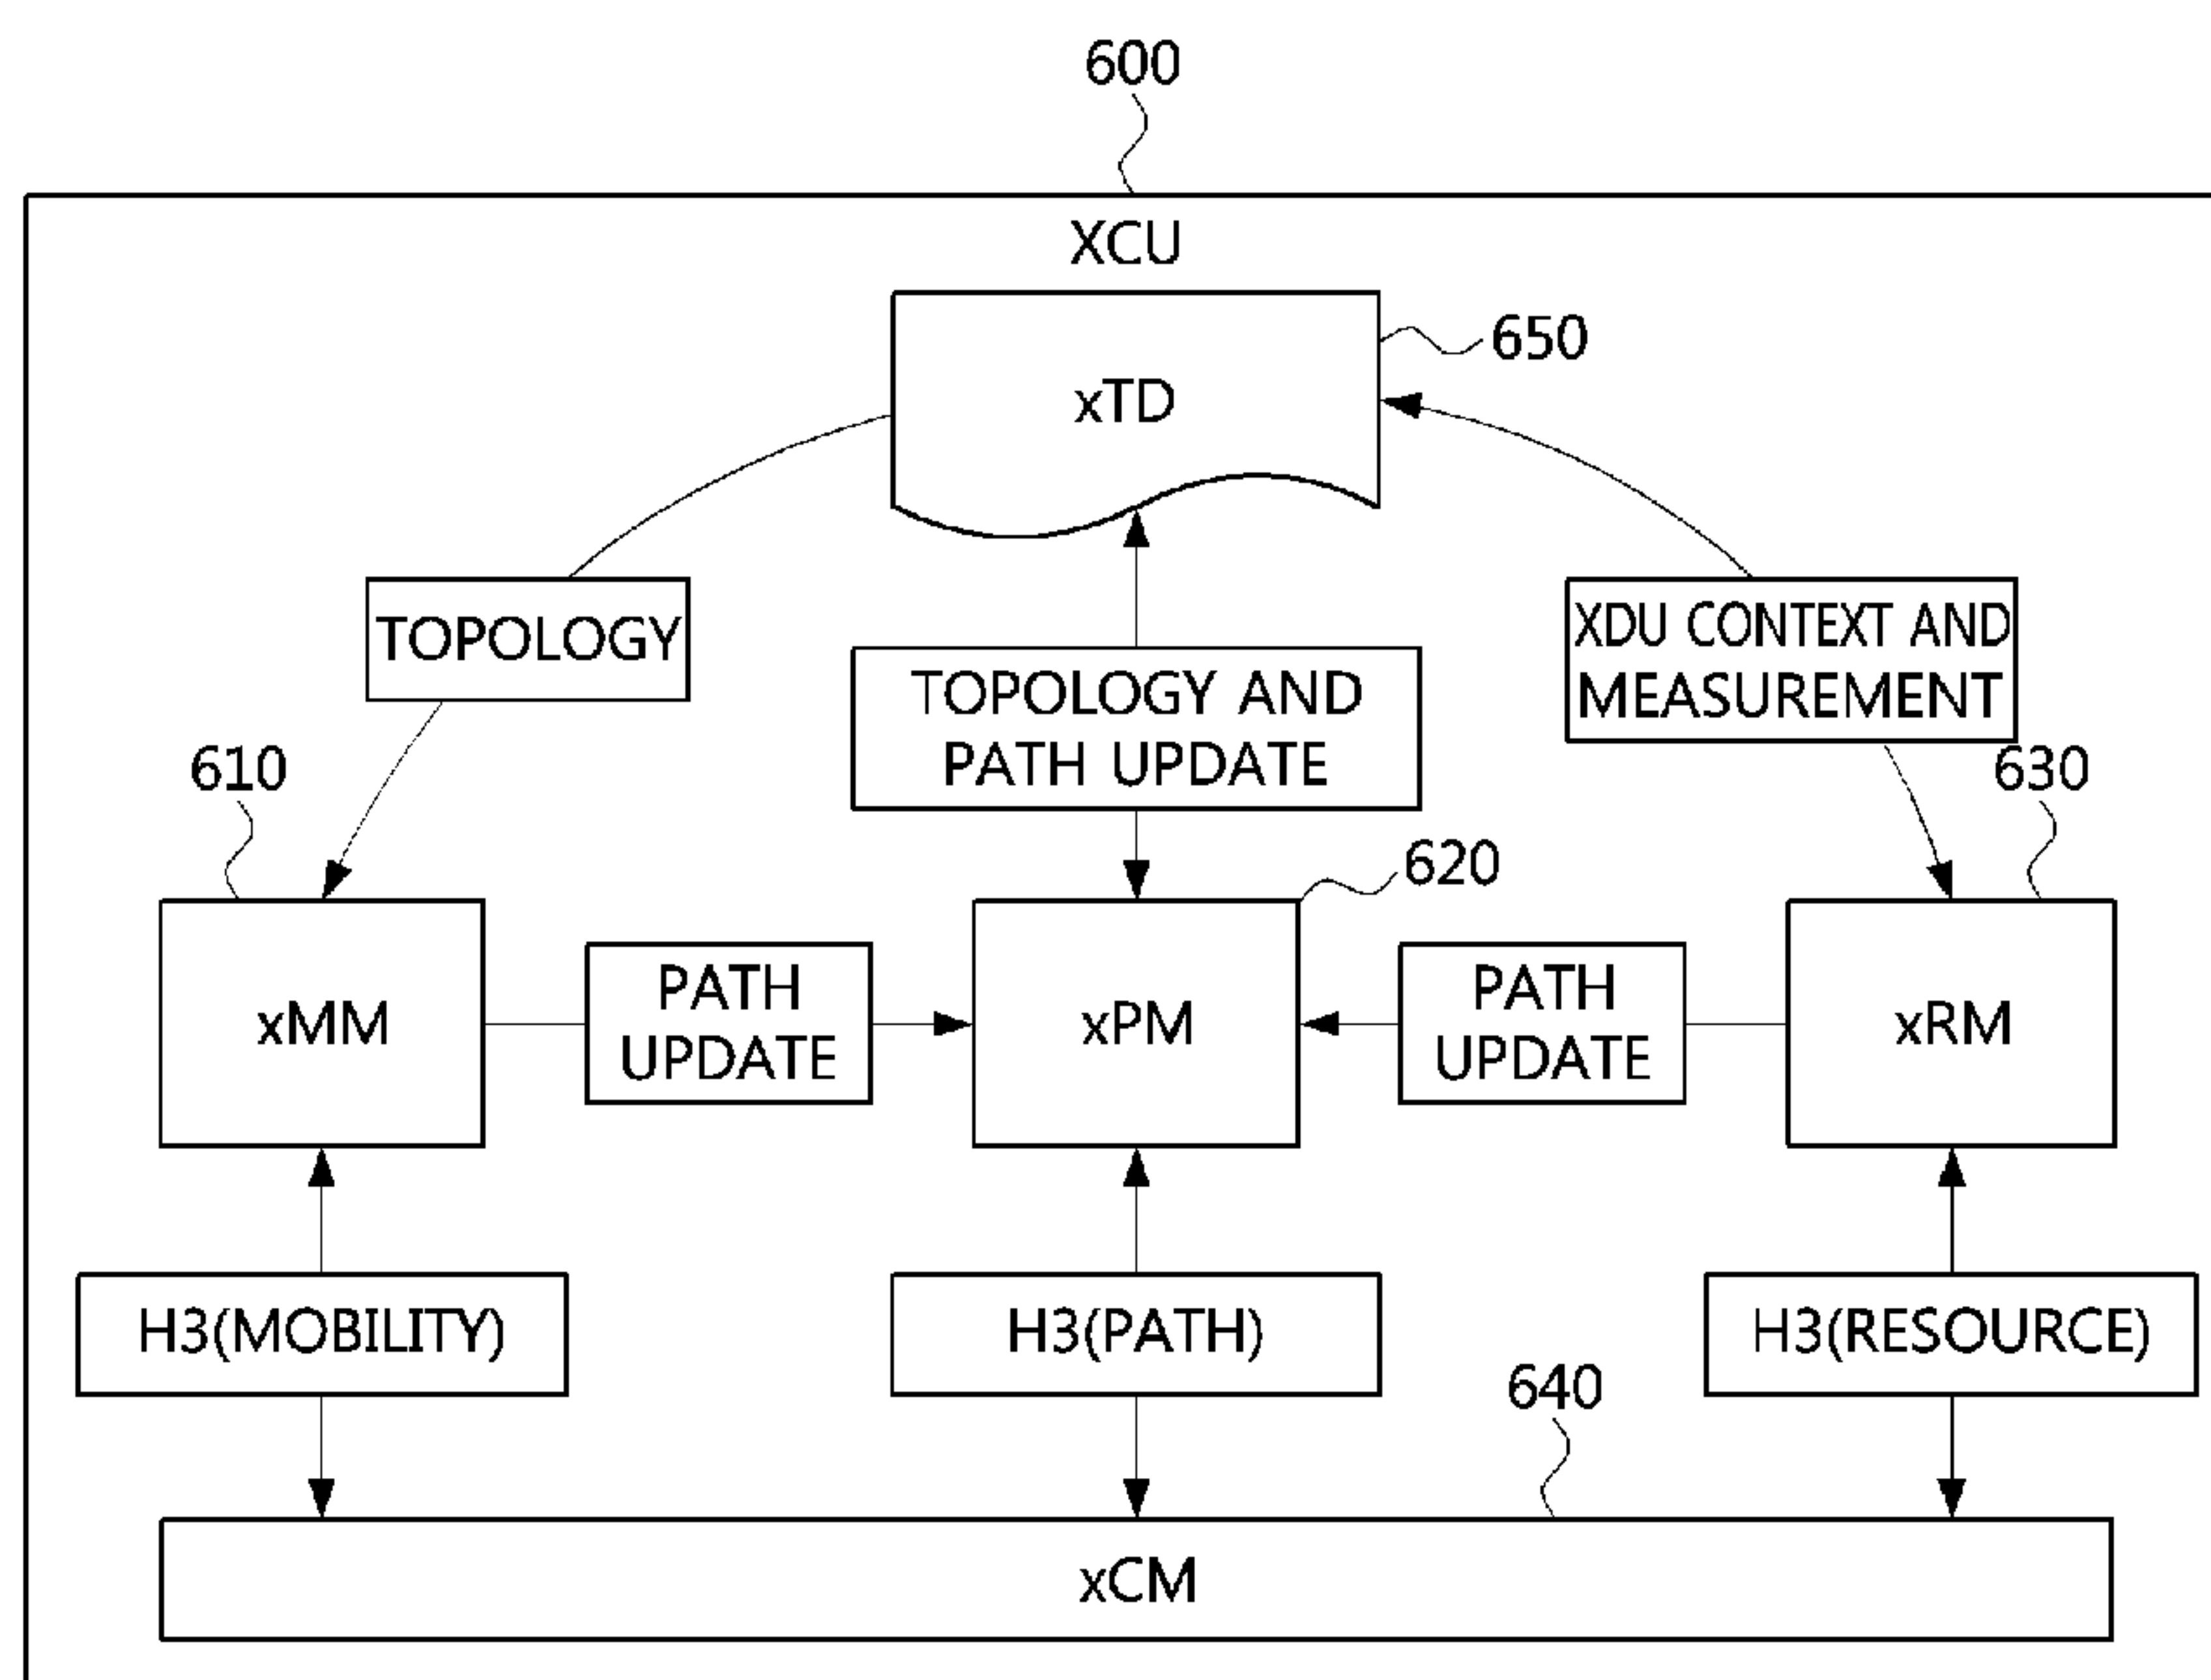 600
XCU
650
xTD
TOPOLOGY
XDU CONTEXT AND
MEASUREMENT
TOPOLOGY AND
PATH UPDATE
610
630
620
xMM
PATH
UPDATE
xPM
PATH
UPDATE
xRM
H3(MOBILITY)
H3(PATH)
H3(RESOURCE)
640
xCM